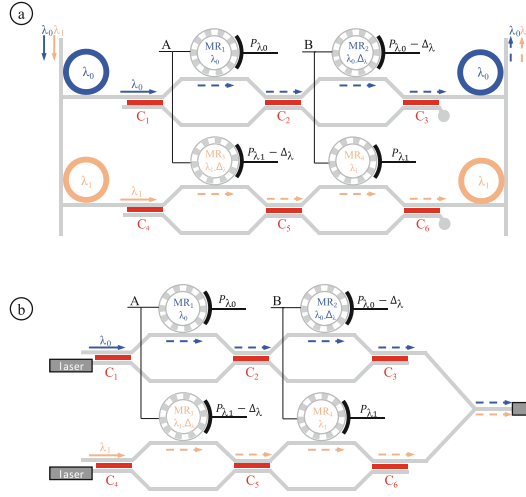 a
λ0 λ1
A
MR1
λ0
Pλ0
B
MR2
λ0,Δλ
Pλ0 − Δλ
λ0
λ0
λ0
C1
C2
C3
MR3
λ1,Δλ
Pλ1 − Δλ
MR4
λ1
Pλ1
λ1
λ1
λ1
C4
C5
C6
b
A
MR1
λ0
Pλ0
B
MR2
λ0,Δλ
Pλ0 − Δλ
λ0
laser
C1
C2
C3
MR3
λ1,Δλ
Pλ1 − Δλ
MR4
λ1
Pλ1
λ1
laser
C4
C5
C6